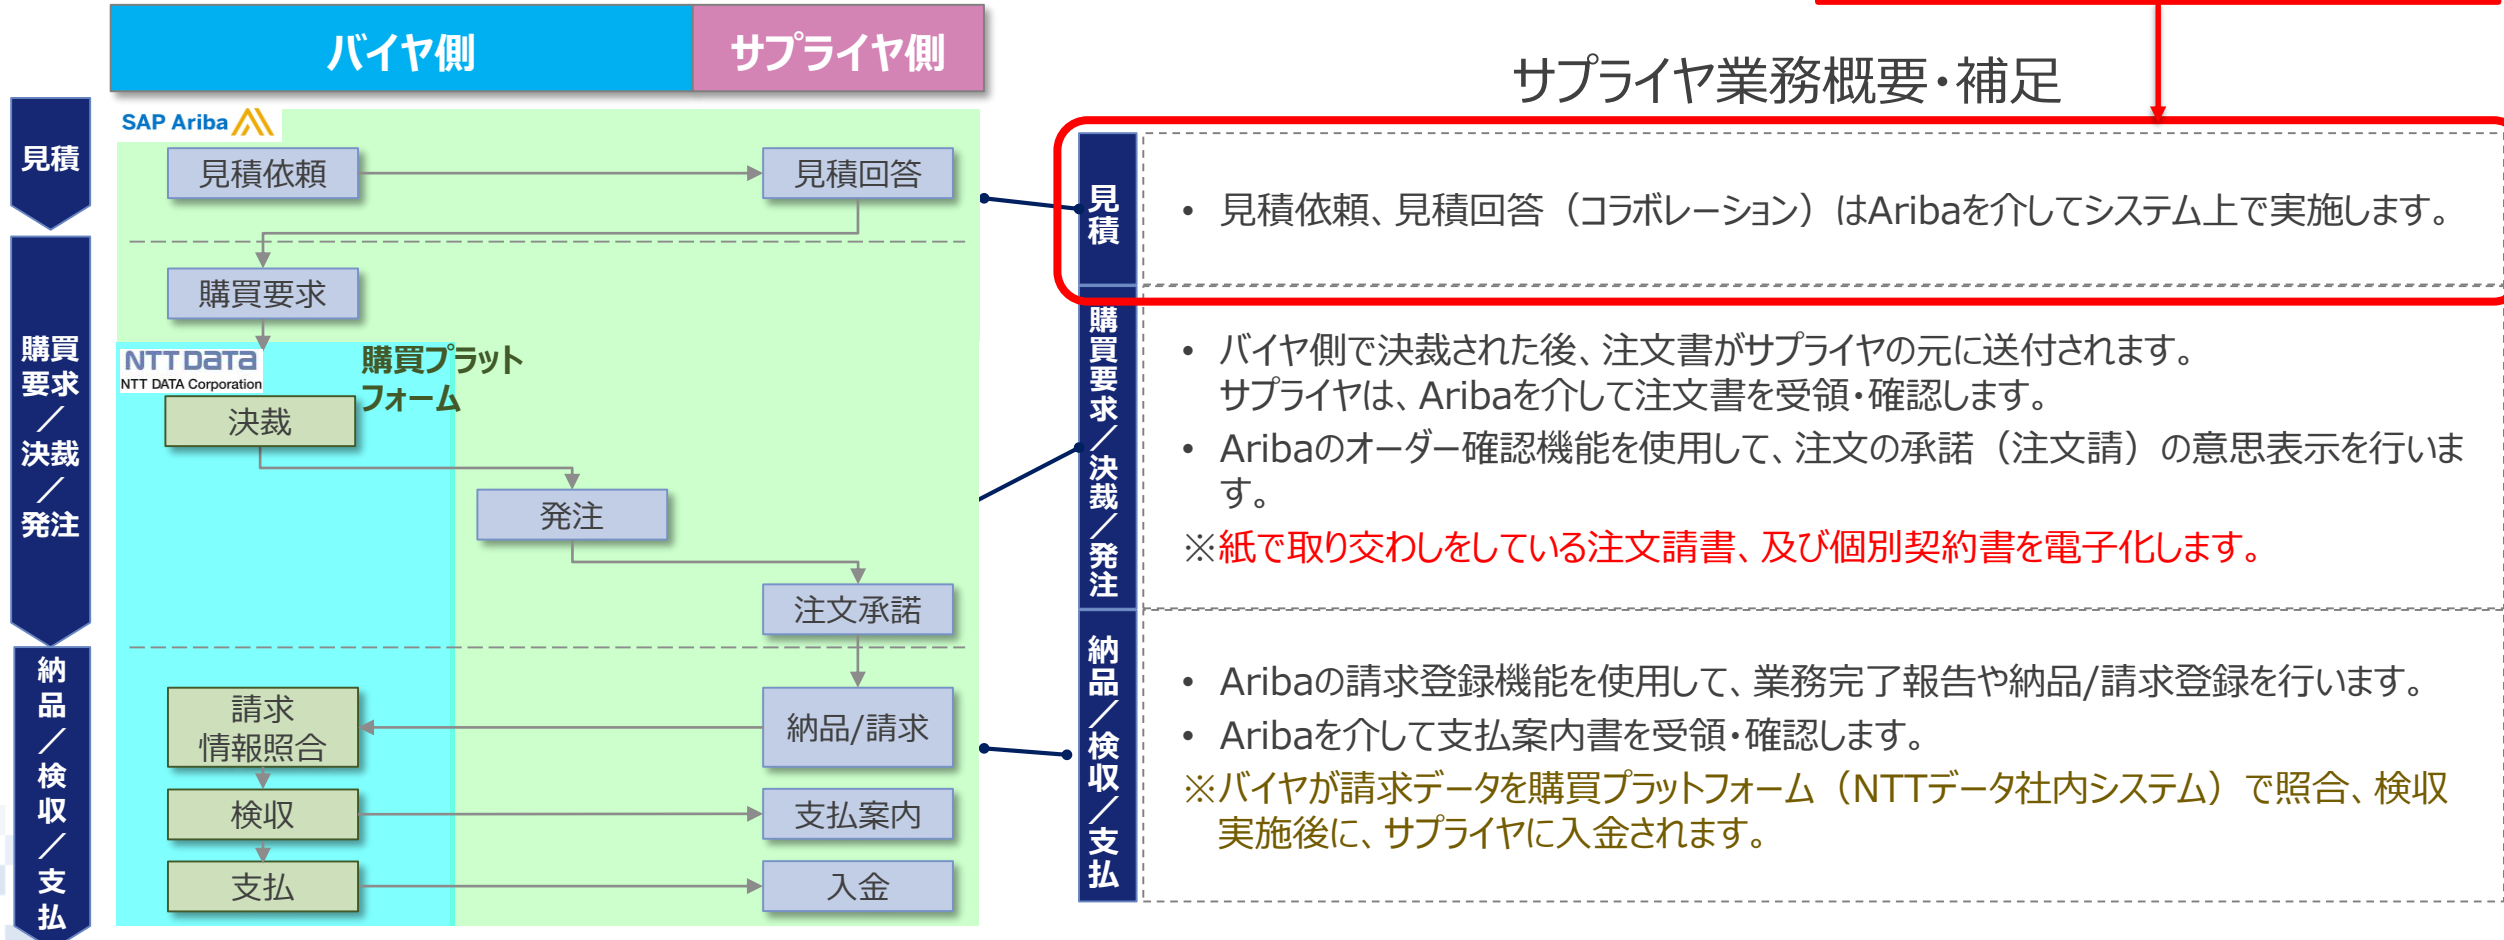 バイヤ側
サプライヤ側
サプライヤ業務概要・補足
見積
SAP Ariba
見積依頼
見積回答
購買要求
購買
要求
／
決裁
／
発注
NTT DATA
NTT DATA Corporation
購買プラット
フォーム
決裁
発注
注文承諾
納品／検収／支払
請求
情報照合
納品/請求
検収
支払案内
支払
入金
見積
• 見積依頼、見積回答（コラボレーション）はAribaを介してシステム上で実施します。
購買要求／決裁／発注
• バイヤ側で決裁された後、注文書がサプライヤの元に送付されます。
サプライヤは、Aribaを介して注文書を受領・確認します。
• Aribaのオーダー確認機能を使用して、注文の承諾（注文請）の意思表示を行いま
す。
※紙で取り交わしをしている注文請書、及び個別契約書を電子化します。
納品／検収／支払
• Aribaの請求登録機能を使用して、業務完了報告や納品/請求登録を行います。
• Aribaを介して支払案内書を受領・確認します。
※バイヤが請求データを購買プラットフォーム（NTTデータ社内システム）で照合、検収
実施後に、サプライヤに入金されます。